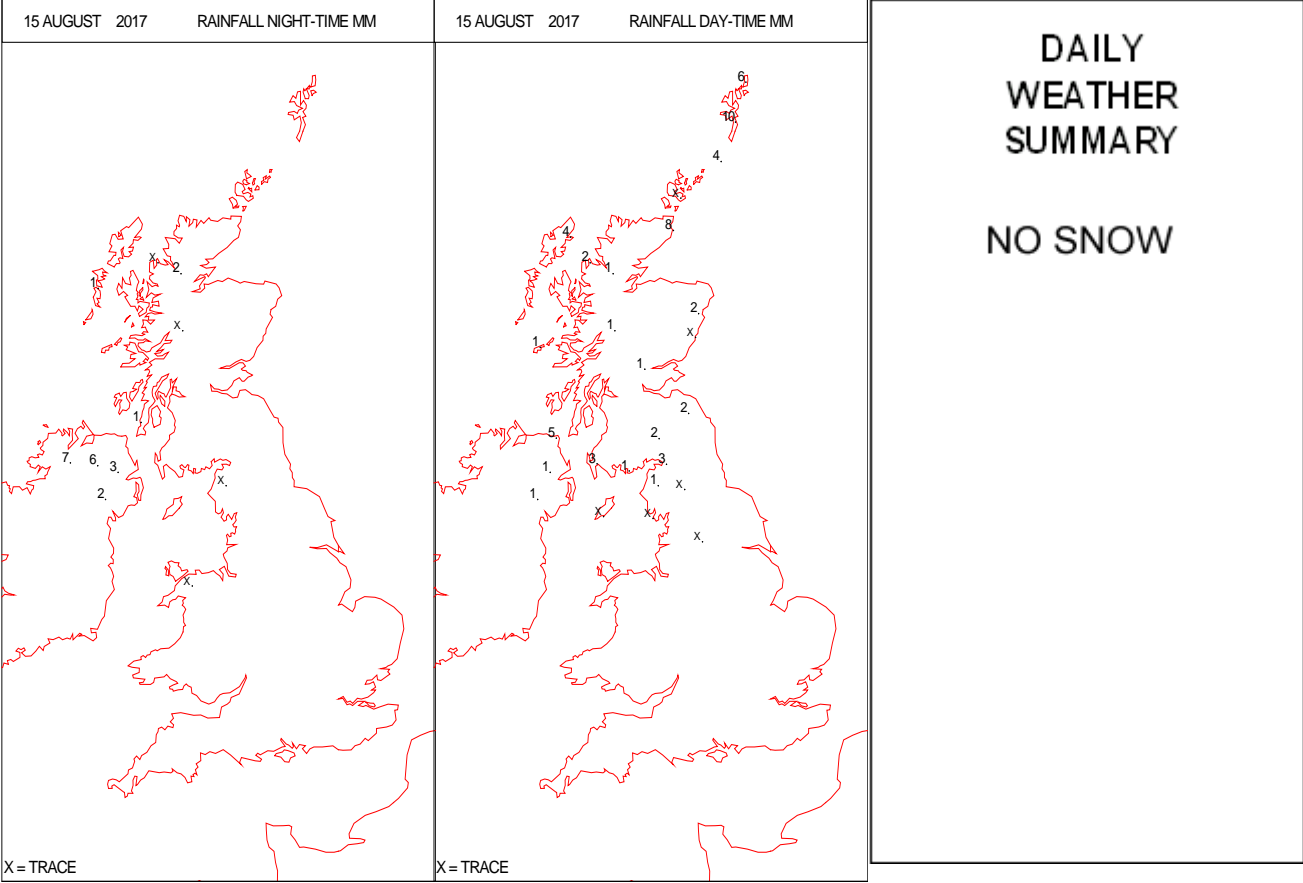 15 AUGUST 2017 RAINFALL NIGHT-TIME MM
X
2.
1
X.
1.
7.
6.
3.
X.
2.
X.
X = TRACE
15 AUGUST 2017 RAINFALL DAY-TIME MM
6.
10.
4.
X.
8.
4.
2.
1.
2.
1.
X.
1
1.
2.
5.
2.
3
3.
1.
1
1.
X.
1.
X.
X.
X.
X = TRACE
DAILY
WEATHER
SUMMARY
NO SNOW